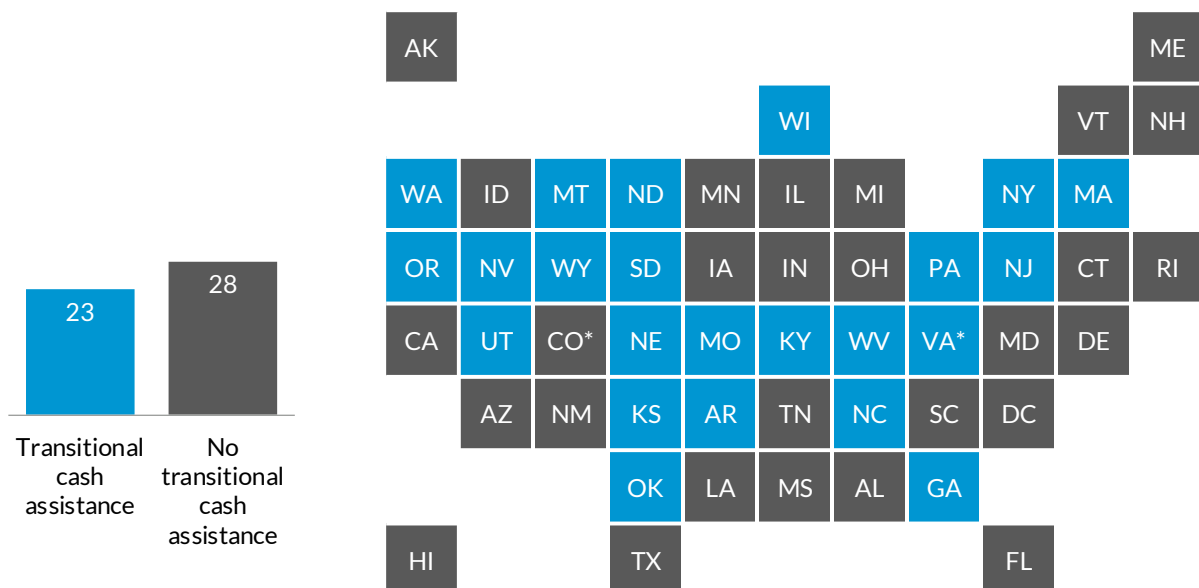 AK ME
WI VT NH
WA ID MT ND MN IL MI NY MA
OR NV WY SD IA IN OH PA NJ CT RI
23 28
CA UT CO* NE MO KY WV VA* MD DE
AZ NM KS AR TN NC SC DC
OK LA MS AL GA
HI TX FL
Transitional
cash
assistance
No
transitional
cash
assistance